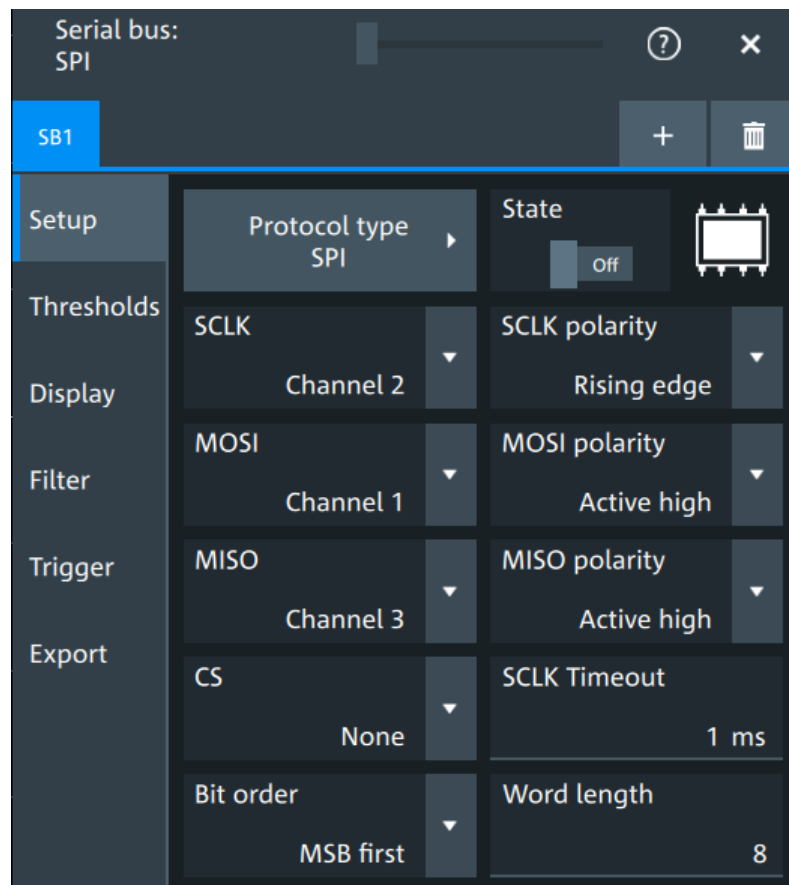 Serial bus:
SPI
?
SB1
+
Setup
Thresholds
Display
Filter
Trigger
Export
Protocol type
SPI
State
Off
SCLK
Channel 2
SCLK polarity
Rising edge
MOSI
Channel 1
MOSI polarity
Active high
MISO
Channel 3
MISO polarity
Active high
CS
None
SCLK Timeout
1 ms
Bit order
MSB first
Word length
8